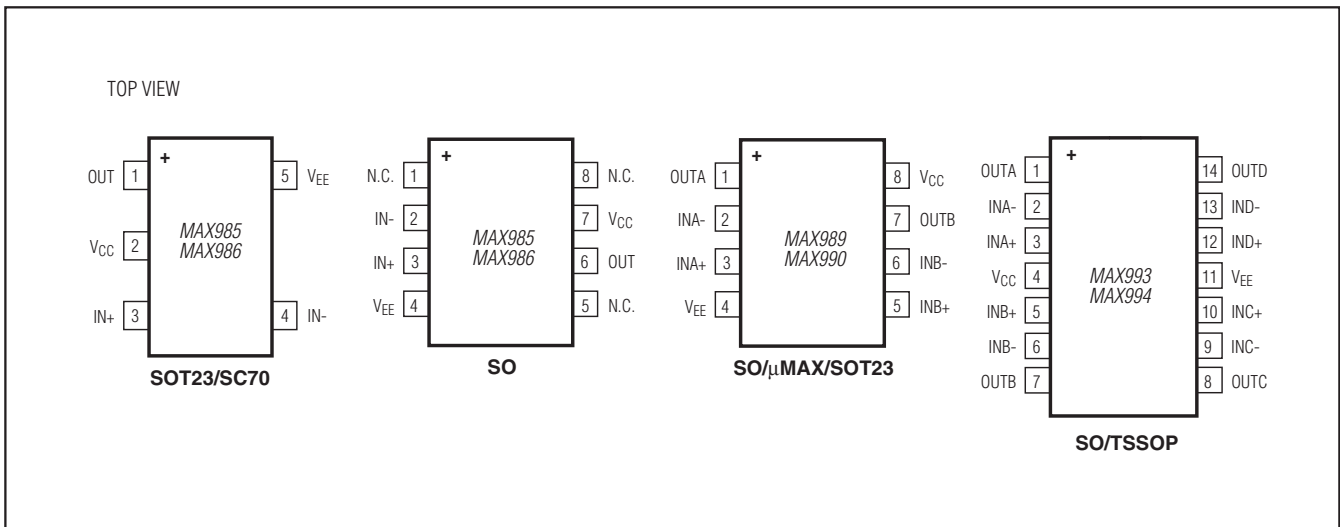 TOP VIEW
+
OUT 1
5 VEE
VCC 2
MAX985
MAX986
IN+ 3
4 IN-
SOT23/SC70
+
N.C. 1
8 N.C.
IN- 2
7 VCC
MAX985
MAX986
IN+ 3
6 OUT
VEE 4
5 N.C.
SO
+
OUTA 1
8 VCC
INA- 2
7 OUTB
MAX989
MAX990
INA+ 3
6 INB-
VEE 4
5 INB+
SO/μMAX/SOT23
+
OUTA 1
14 OUTD
INA- 2
13 IND-
INA+ 3
12 IND+
VCC 4
11 VEE
MAX993
MAX994
INB+ 5
10 INC+
INB- 6
9 INC-
OUTB 7
8 OUTC
SO/TSSOP